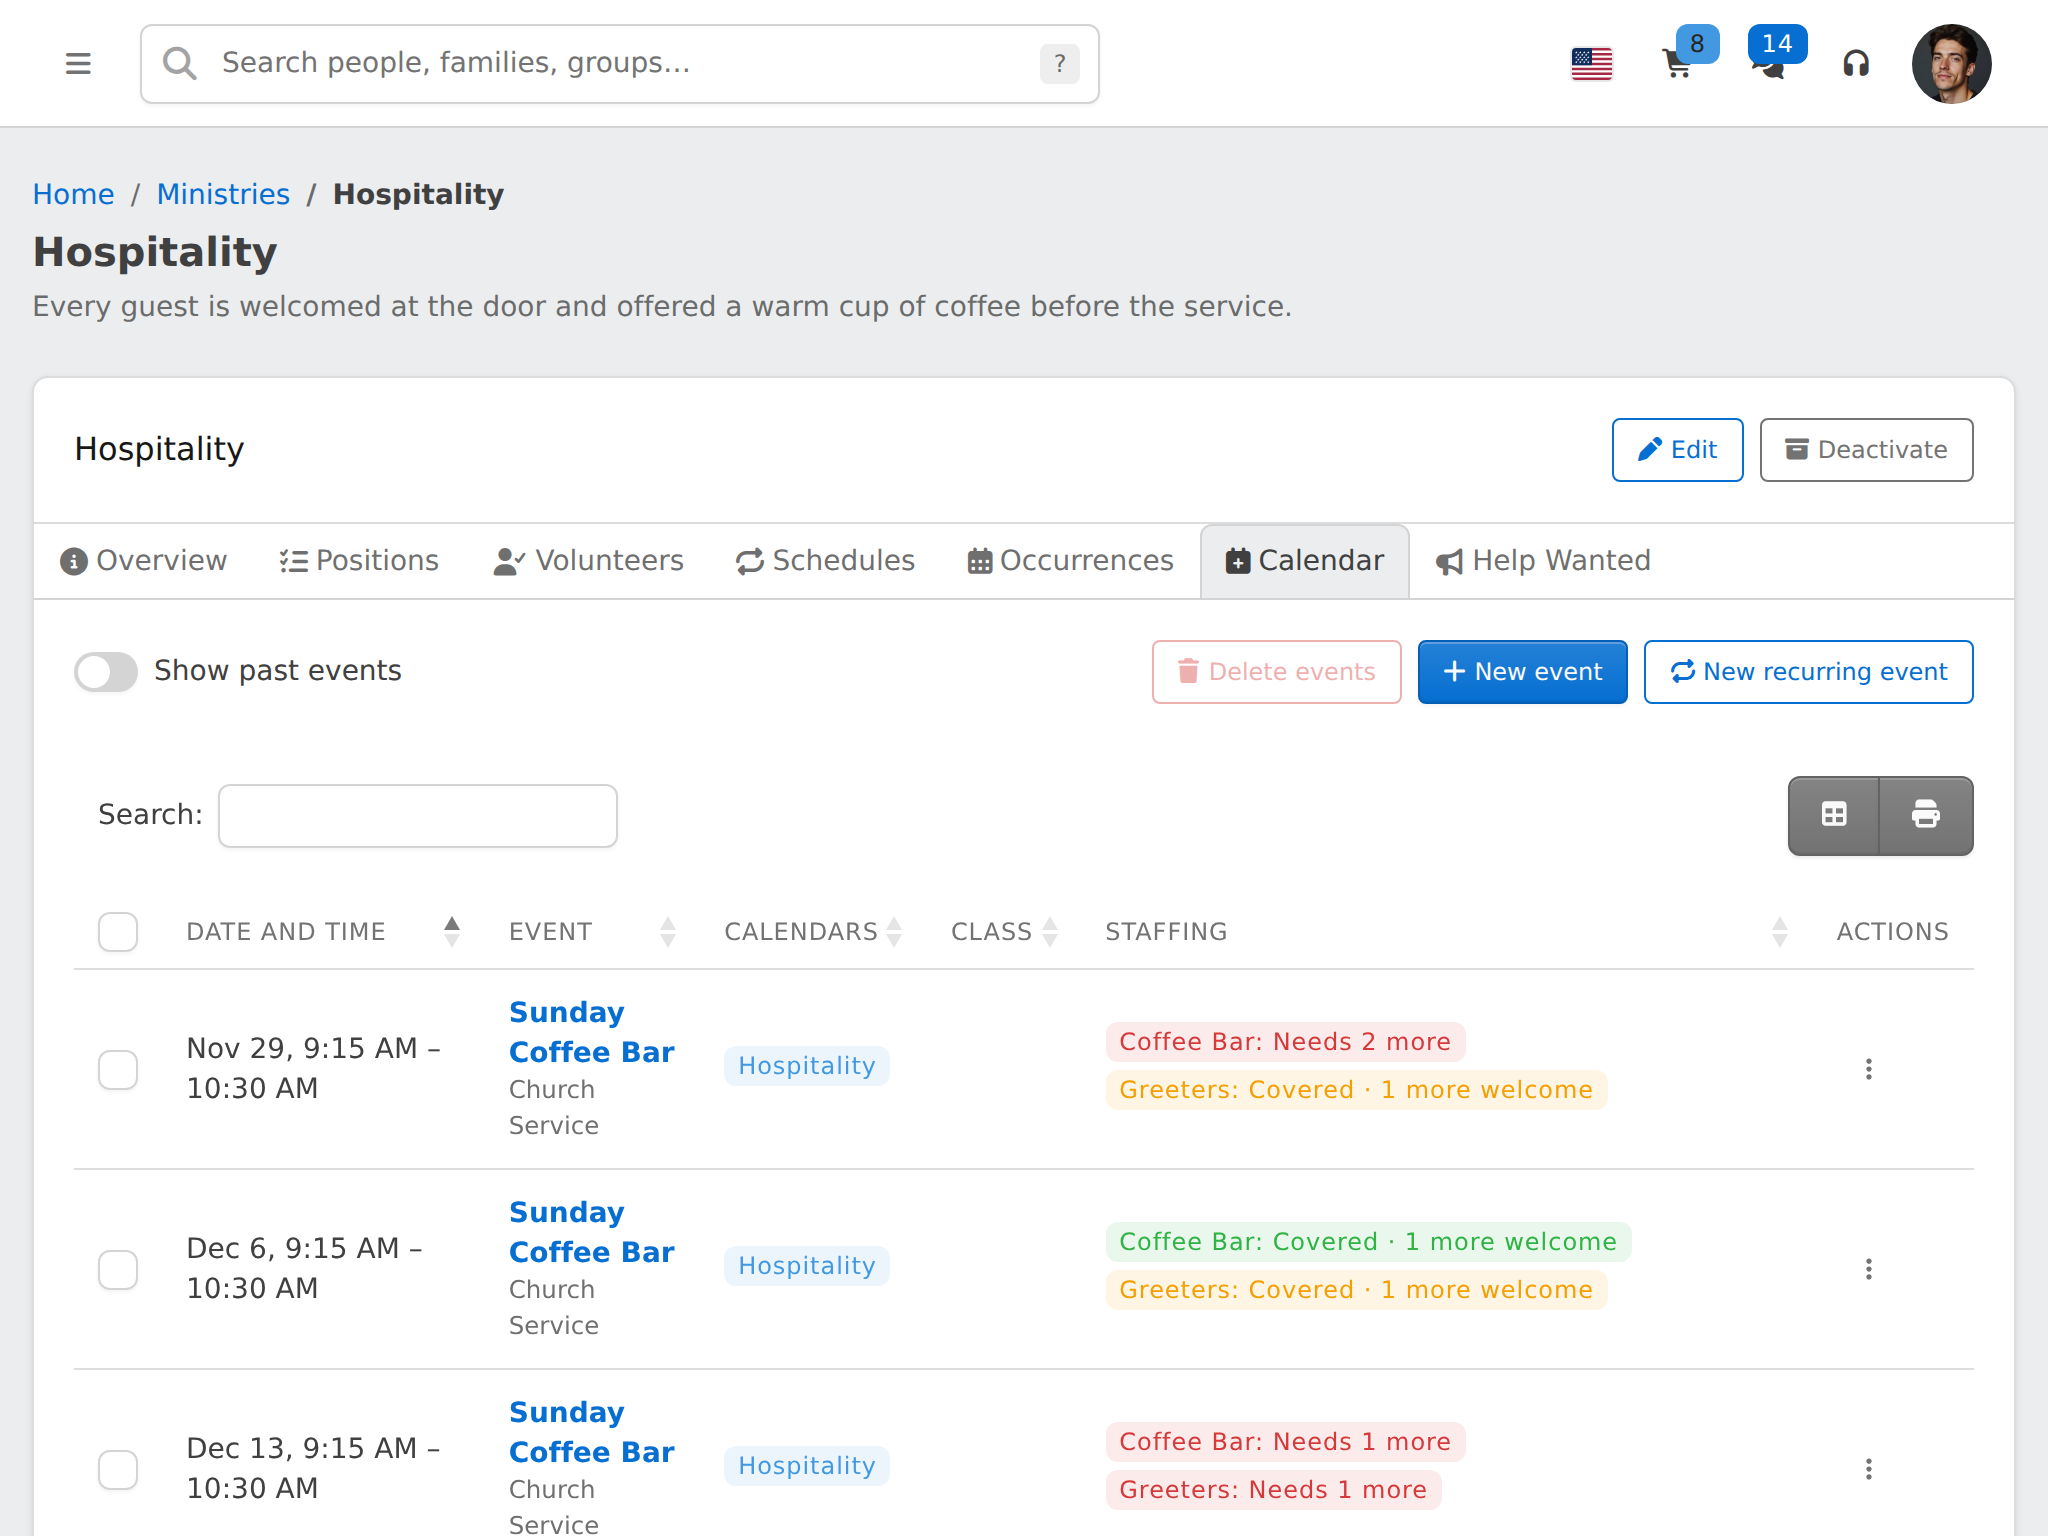 Search people, families, groups...
?
8
14
Home / Ministries / Hospitality
Hospitality
Every guest is welcomed at the door and offered a warm cup of coffee before the service.
Hospitality
Edit
Deactivate
Overview
Positions
Volunteers
Schedules
Occurrences
Calendar
Help Wanted
Show past events
Delete events
New event
New recurring event
Search:
DATE AND TIME
EVENT
CALENDARS
CLASS
STAFFING
ACTIONS
Nov 29, 9:15 AM –
10:30 AM
Sunday
Coffee Bar
Church
Service
Hospitality
Coffee Bar: Needs 2 more
Greeters: Covered · 1 more welcome
Dec 6, 9:15 AM –
10:30 AM
Sunday
Coffee Bar
Church
Service
Hospitality
Coffee Bar: Covered · 1 more welcome
Greeters: Covered · 1 more welcome
Dec 13, 9:15 AM –
10:30 AM
Sunday
Coffee Bar
Church
Service
Hospitality
Coffee Bar: Needs 1 more
Greeters: Needs 1 more